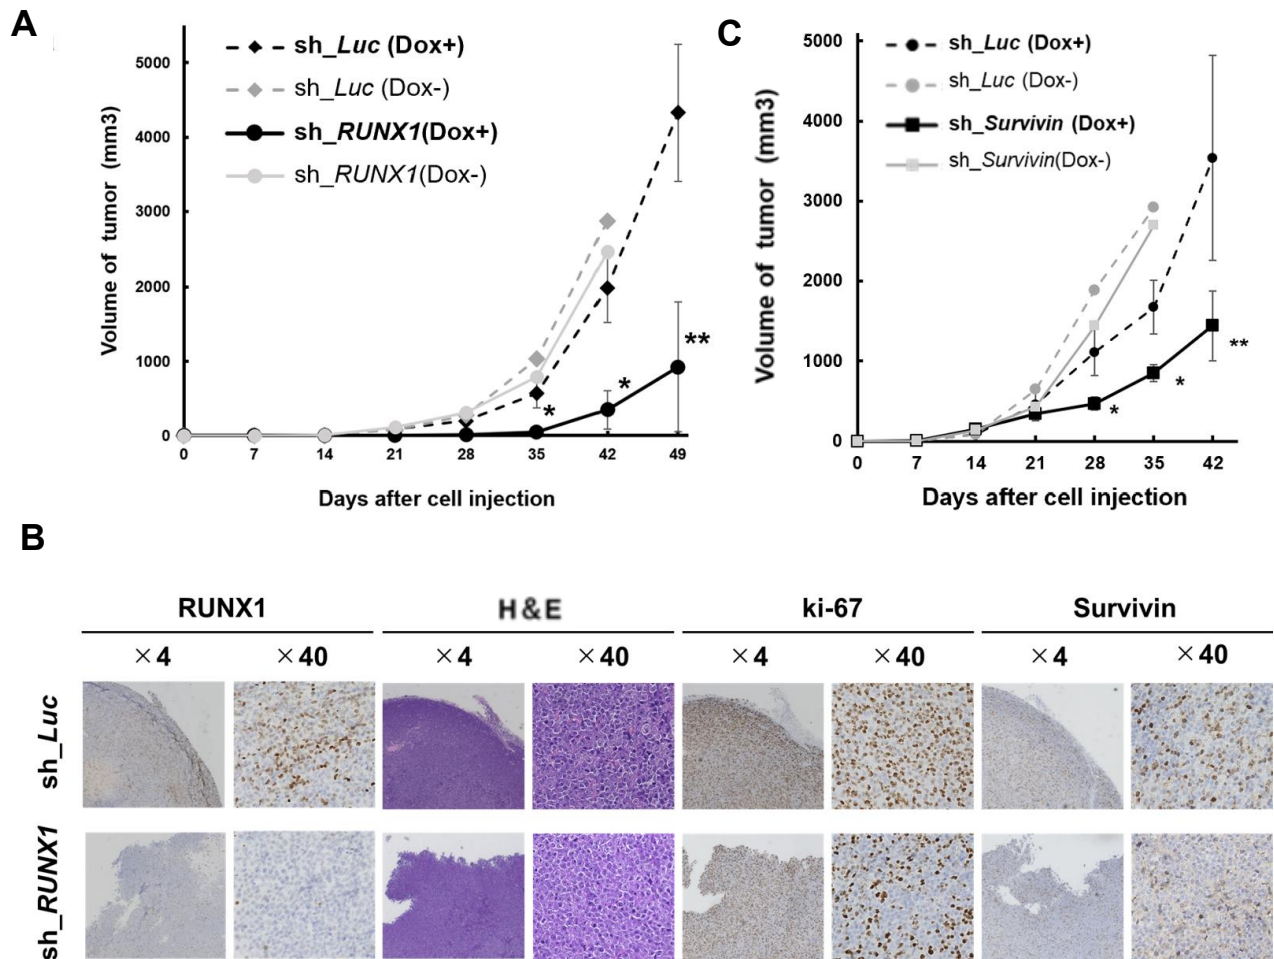 A
sh_Luc (Dox+)
sh_Luc (Dox-)
sh_RUNX1(Dox+)
sh_RUNX1(Dox-)
Volume of tumor (mm3)
5000
4000
3000
2000
1000
0
0 7 14 21 28 35 42 49
* * **
Days after cell injection
C
sh_Luc (Dox+)
sh_Luc (Dox-)
sh_Survivin (Dox+)
sh_Survivin(Dox-)
Volume of tumor (mm3)
5000
4000
3000
2000
1000
0
0 7 14 21 28 35 42
* * **
Days after cell injection
B
RUNX1 H&E ki-67 Survivin
×4 ×40 ×4 ×40 ×4 ×40 ×4 ×40
sh_Luc
sh_RUNX1